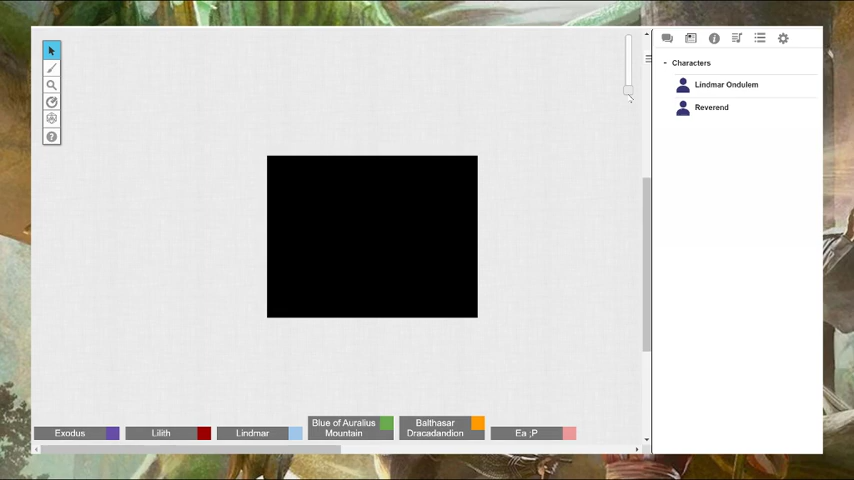 Characters
Lindmar Ondulem
Reverend
Exodus
Lilith
Lindmar
Blue of Auralius
Mountain
Balthasar
Dracadandion
Ea ;P